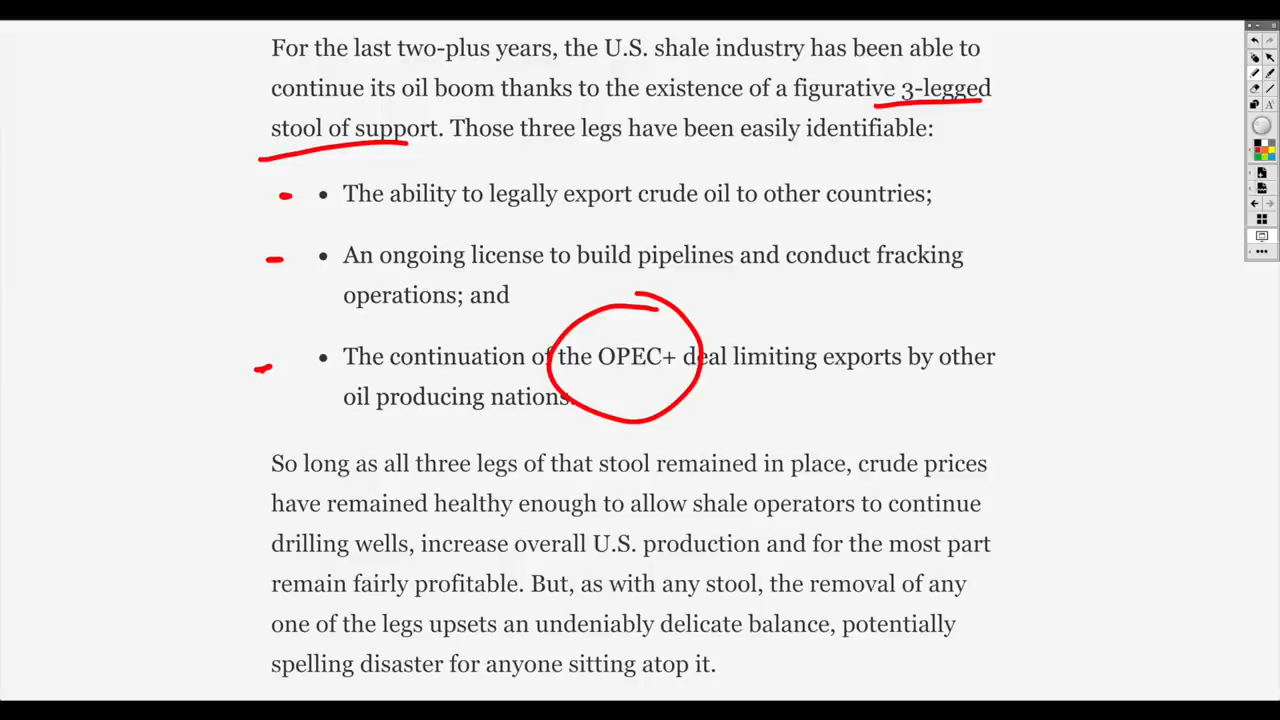 For the last two-plus years, the U.S. shale industry has been able to
continue its oil boom thanks to the existence of a figurative 3-legged
stool of support. Those three legs have been easily identifiable:
• The ability to legally export crude oil to other countries;
• An ongoing license to build pipelines and conduct fracking
operations; and
• The continuation of the OPEC+ deal limiting exports by other
oil producing nations.
So long as all three legs of that stool remained in place, crude prices
have remained healthy enough to allow shale operators to continue
drilling wells, increase overall U.S. production and for the most part
remain fairly profitable. But, as with any stool, the removal of any
one of the legs upsets an undeniably delicate balance, potentially
spelling disaster for anyone sitting atop it.